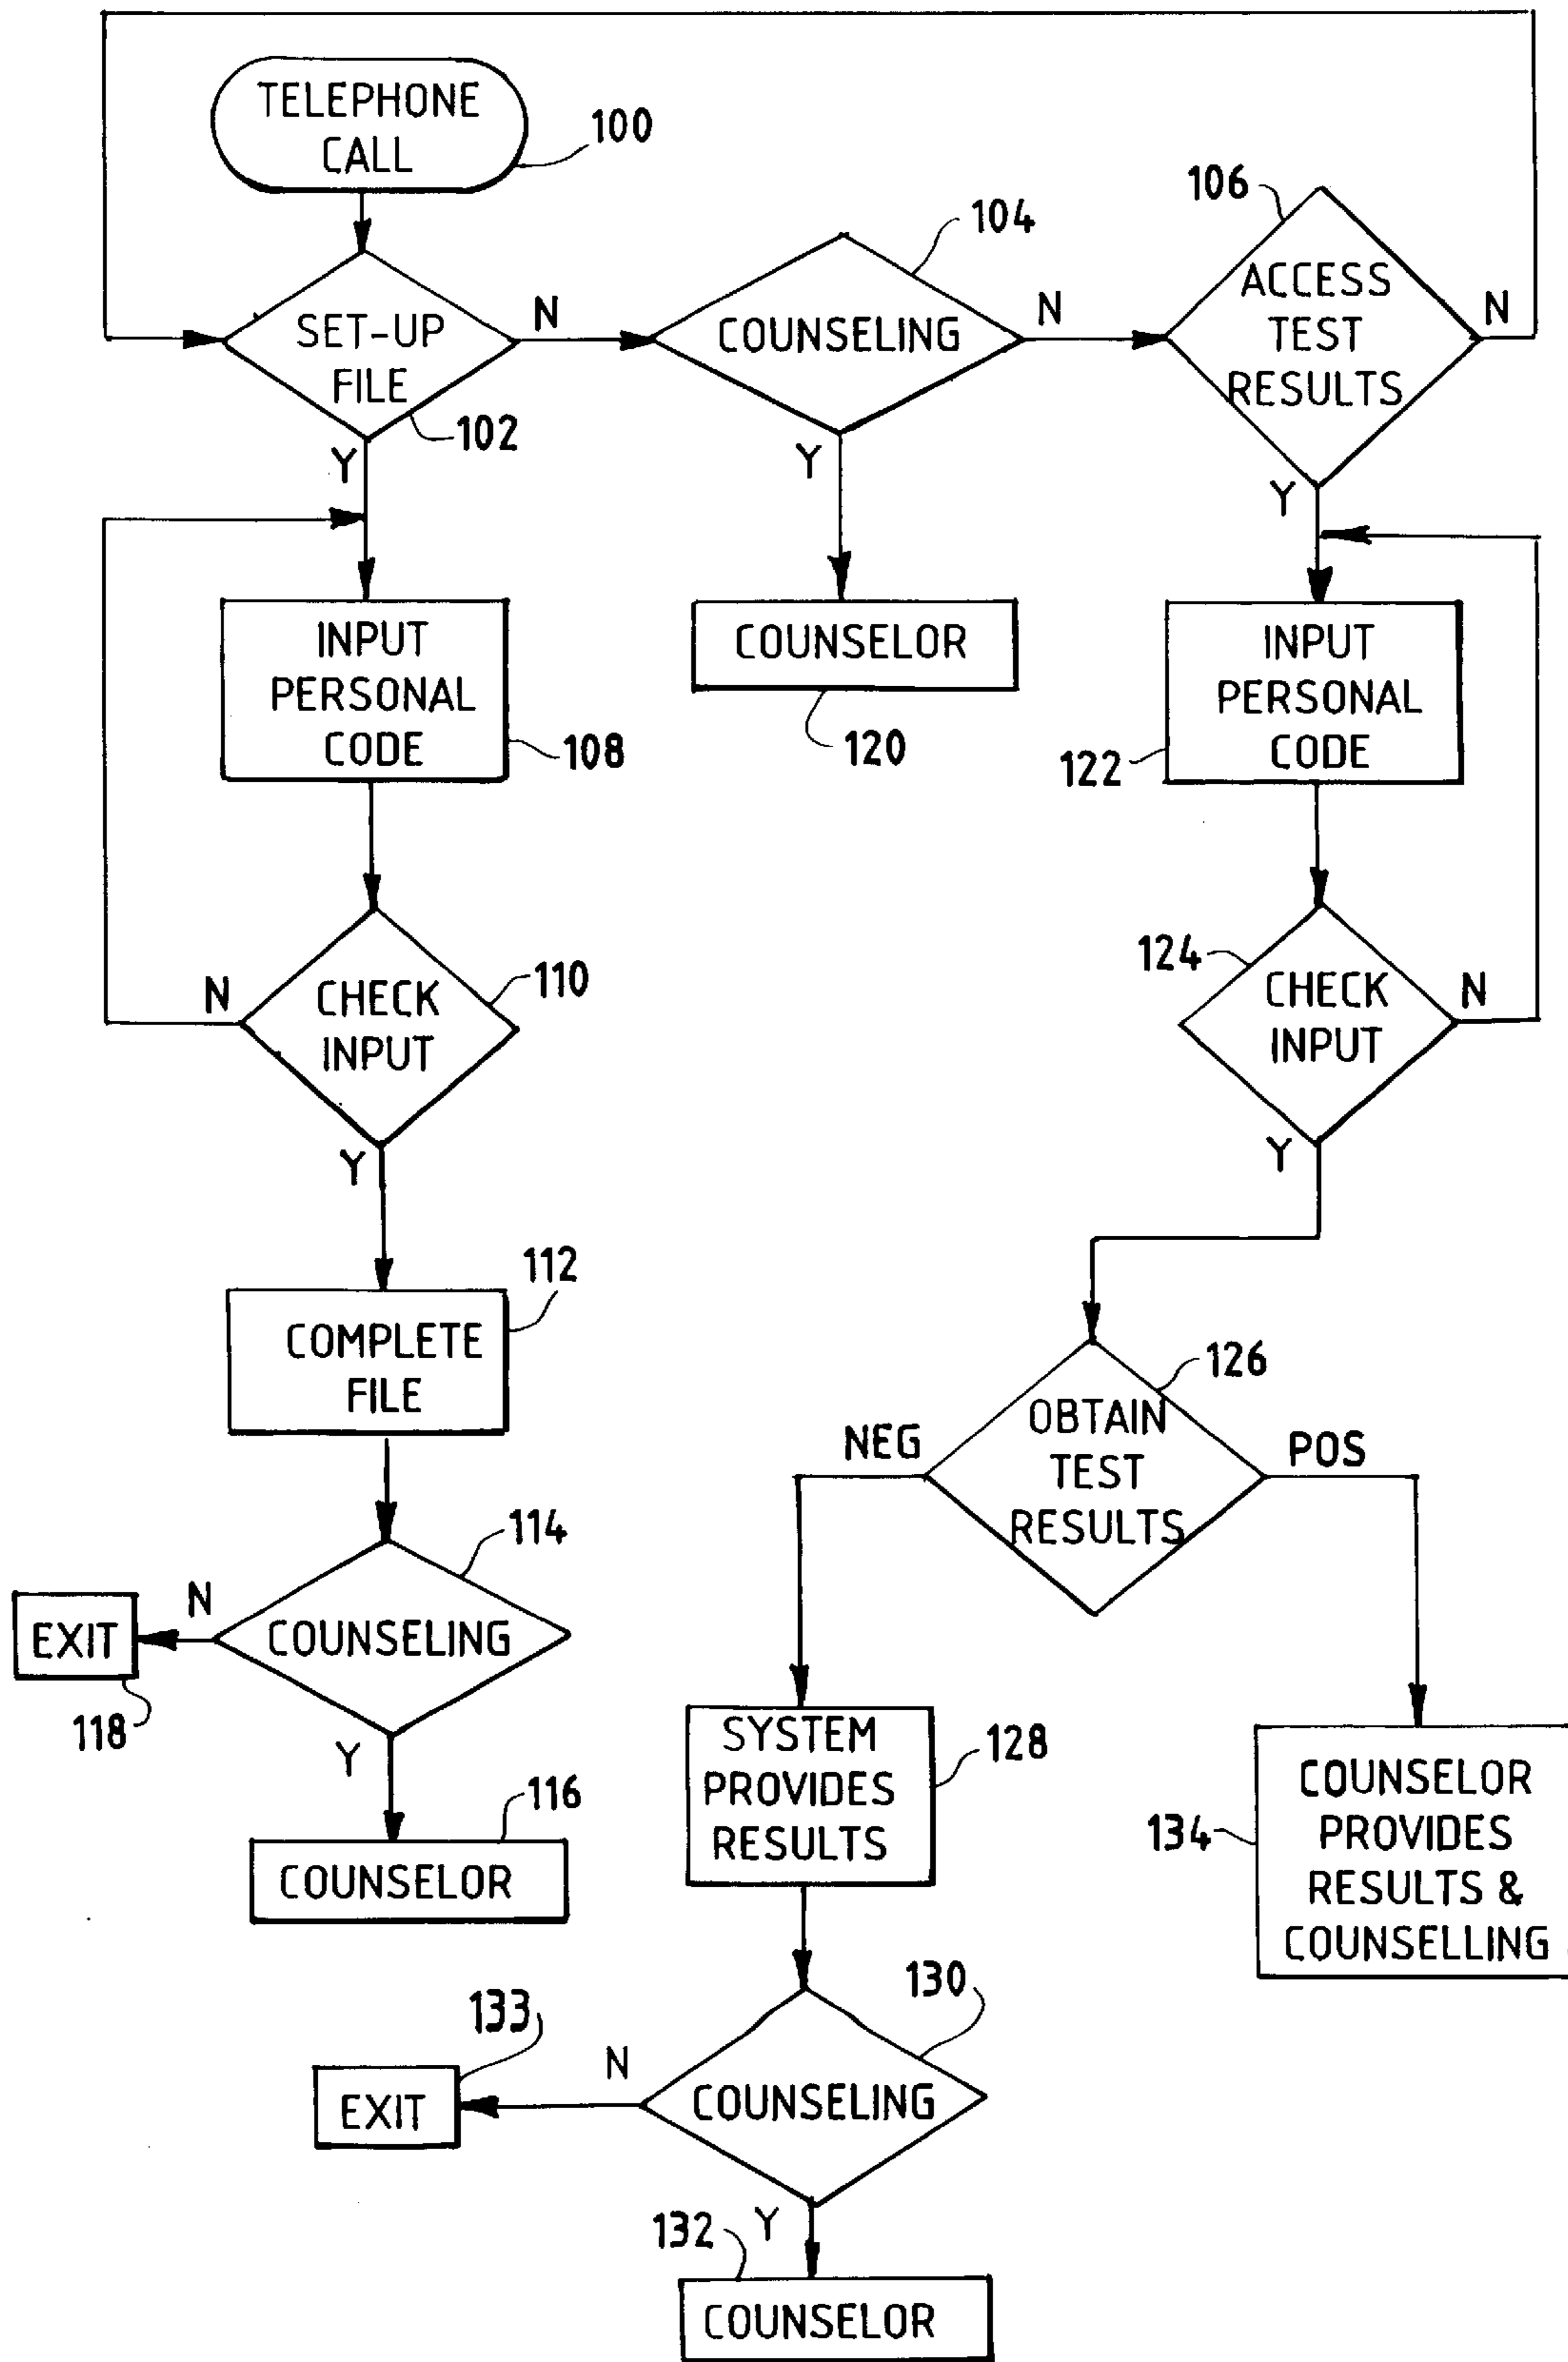 TELEPHONE
CALL
100
SET-UP
FILE
102
N
Y
COUNSELING
104
N
Y
ACCESS
TEST
RESULTS
106
N
Y
INPUT
PERSONAL
CODE
108
COUNSELOR
120
INPUT
PERSONAL
CODE
122
CHECK
INPUT
110
N
Y
CHECK
INPUT
124
N
Y
COMPLETE
FILE
112
OBTAIN
TEST
RESULTS
126
NEG
POS
COUNSELING
114
N
Y
EXIT
118
COUNSELOR
116
SYSTEM
PROVIDES
RESULTS
128
COUNSELOR
PROVIDES
RESULTS &
COUNSELLING
134
COUNSELING
130
N
Y
EXIT
133
COUNSELOR
132